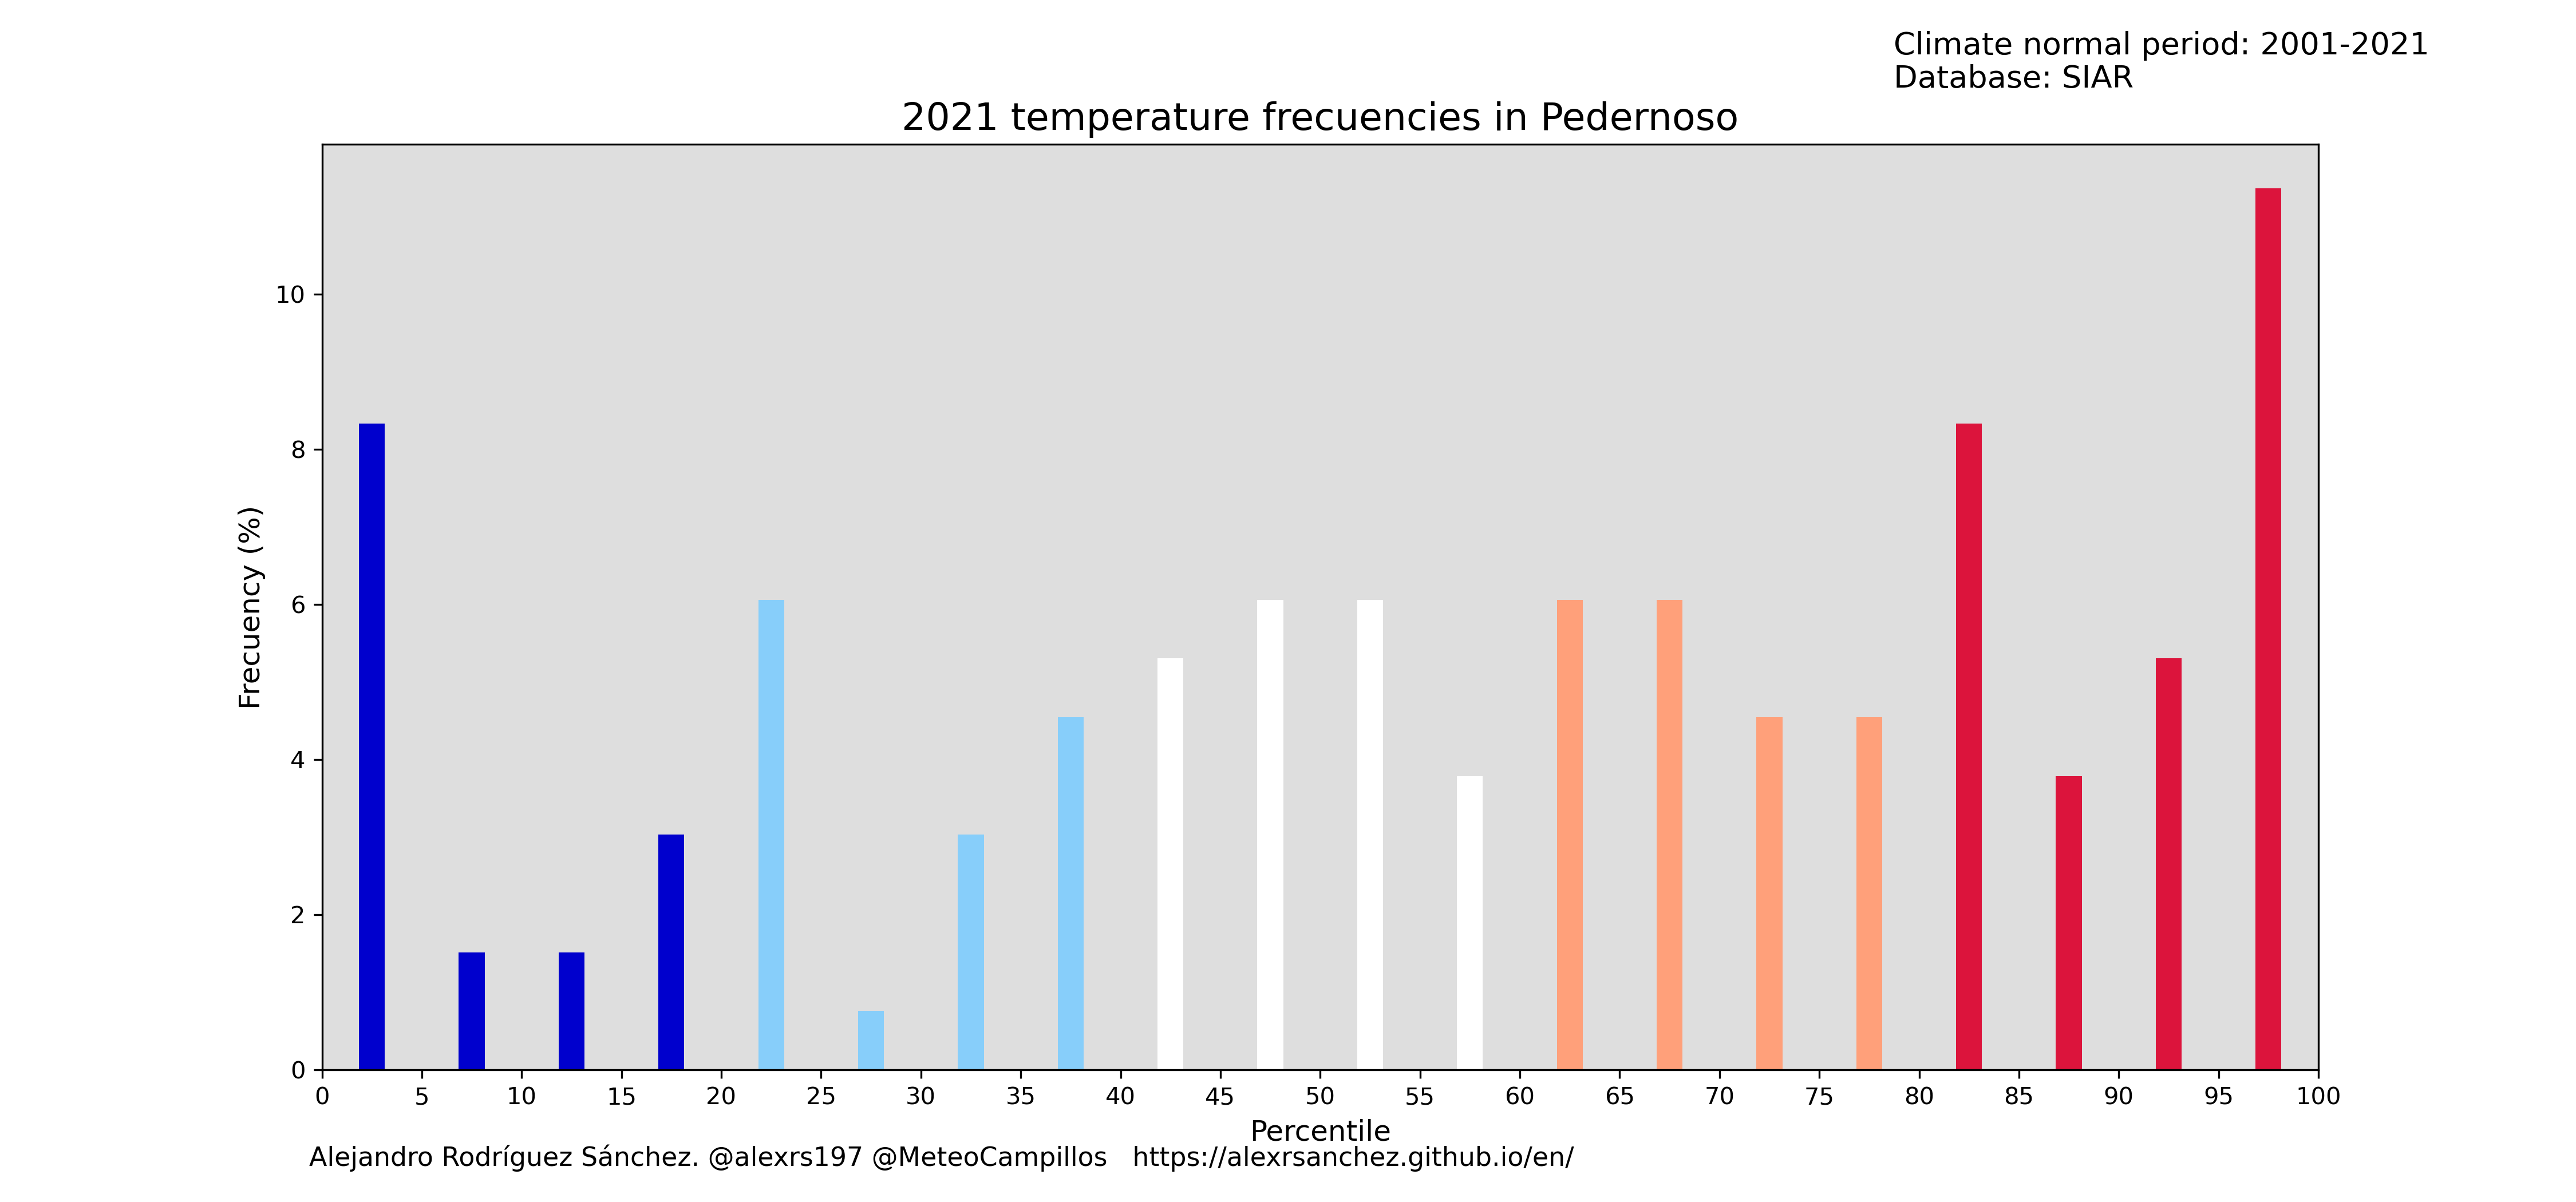 Climate normal period: 2001-2021
Database: SIAR
2021 temperature frecuencies in Pedernoso
Frecuency (%)
10
8
6
4
2
0
0 5 10 15 20 25 30 35 40 45 50 55 60 65 70 75 80 85 90 95 100
Percentile
Alejandro Rodríguez Sánchez. @alexrs197 @MeteoCampillos https://alexrsanchez.github.io/en/